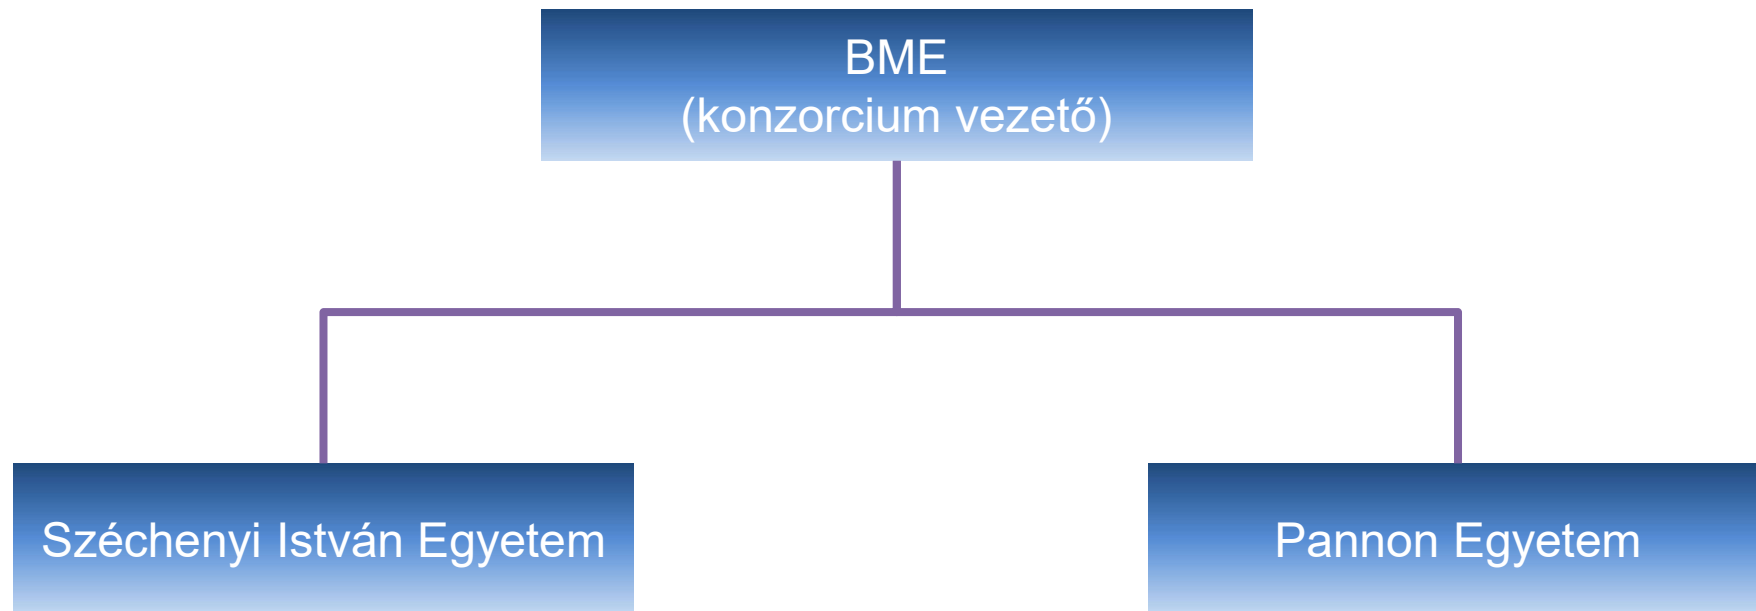 BME
(konzorcium vezető)
Széchenyi István Egyetem
Pannon Egyetem